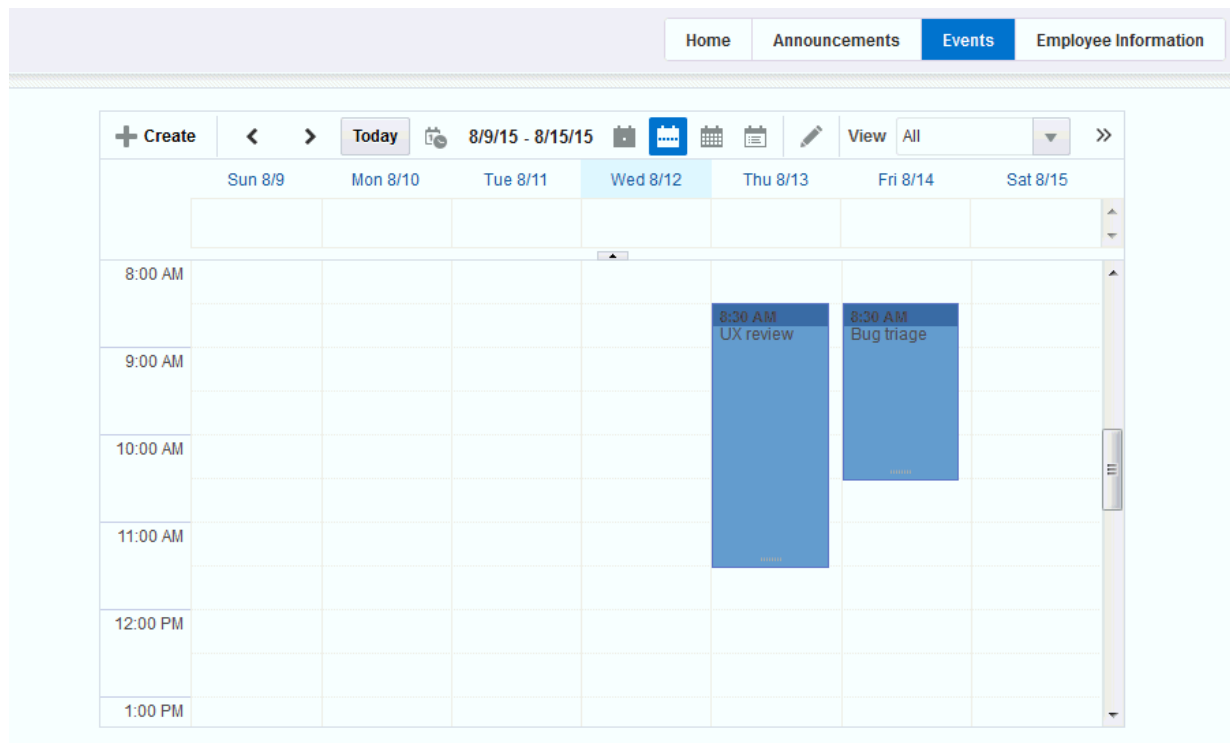 Home Announcements Events Employee Information
Create Today 8/9/15 - 8/15/15 View All
Sun 8/9 Mon 8/10 Tue 8/11 Wed 8/12 Thu 8/13 Fri 8/14 Sat 8/15
8:00 AM
8:30 AM 8:30 AM
UX review Bug triage
9:00 AM
10:00 AM
11:00 AM
12:00 PM
1:00 PM